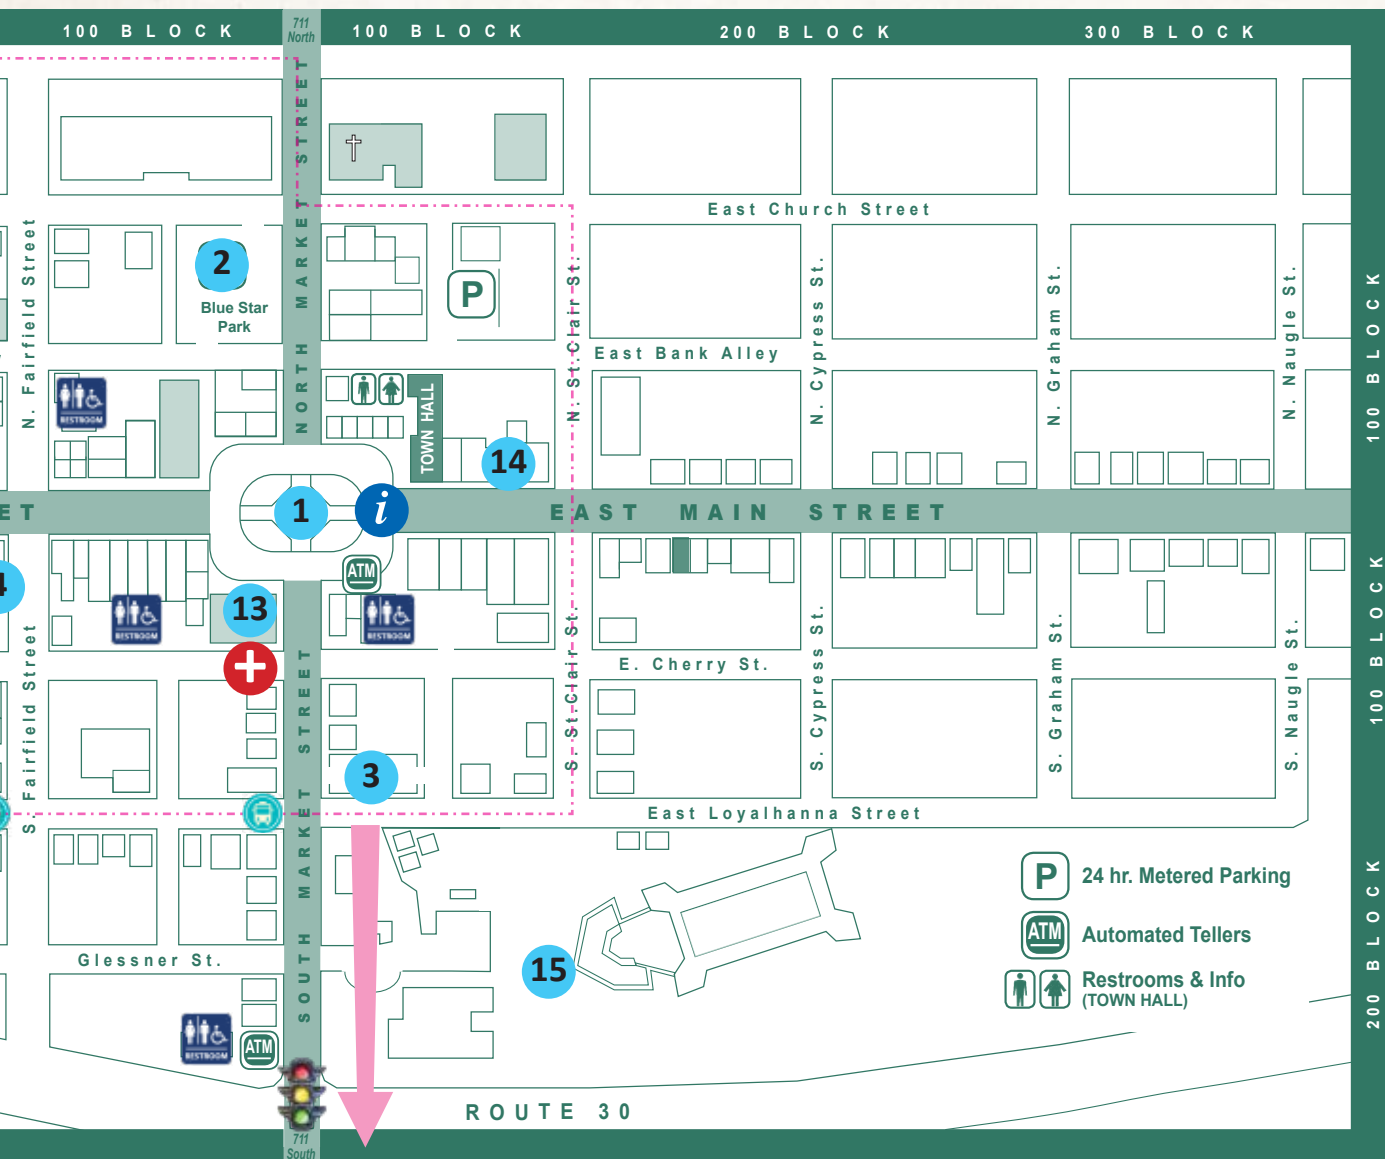 100 BLOCK
711
North
100 BLOCK
200 BLOCK
300 BLOCK
NORTH MARKET STREET
East Church Street
N. Fairfield Street
2
Blue Star
Park
P
N. St.Clair St.
N. Cypress St.
N. Graham St.
N. Naugle St.
100 BLOCK
East Bank Alley
RESTROOM
TOWN HALL
14
ET
1
i
EAST MAIN STREET
ATM
4
13
RESTROOM
RESTROOM
S. Fairfield Street
SOUTH MARKET STREET
S. St.Clair St.
E. Cherry St.
S. Cypress St.
S. Graham St.
S. Naugle St.
100 BLOCK
3
East Loyalhanna Street
P
24 hr. Metered Parking
ATM
Automated Tellers
Restrooms & Info
(TOWN HALL)
200 BLOCK
Glessner St.
15
RESTROOM
ATM
ROUTE 30
711
South